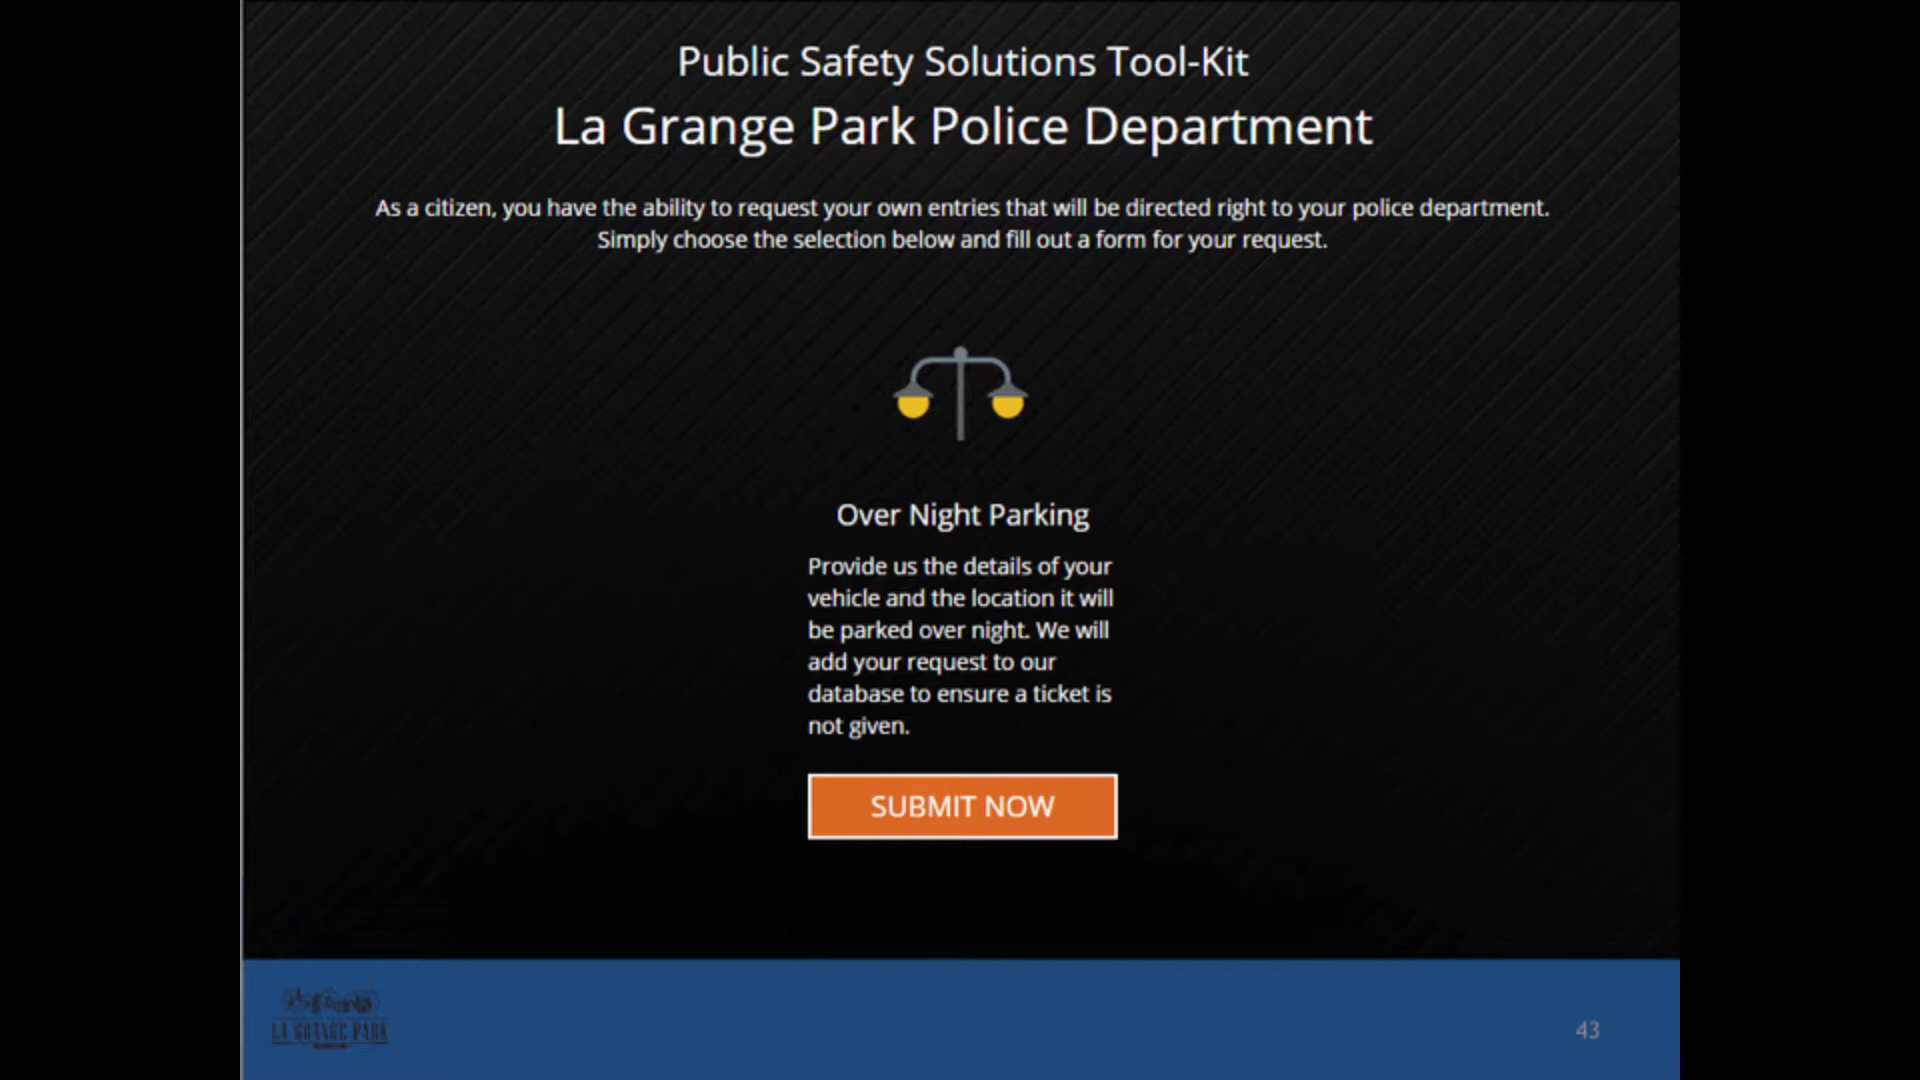 Public Safety Solutions Tool-Kit
La Grange Park Police Department
As a citizen, you have the ability to request your own entries that will be directed right to your police department.
Simply choose the selection below and fill out a form for your request.
Over Night Parking
Provide us the details of your
vehicle and the location it will
be parked over night. We will
add your request to our
database to ensure a ticket is
not given.
SUBMIT NOW
LA GRANGE PARK
43